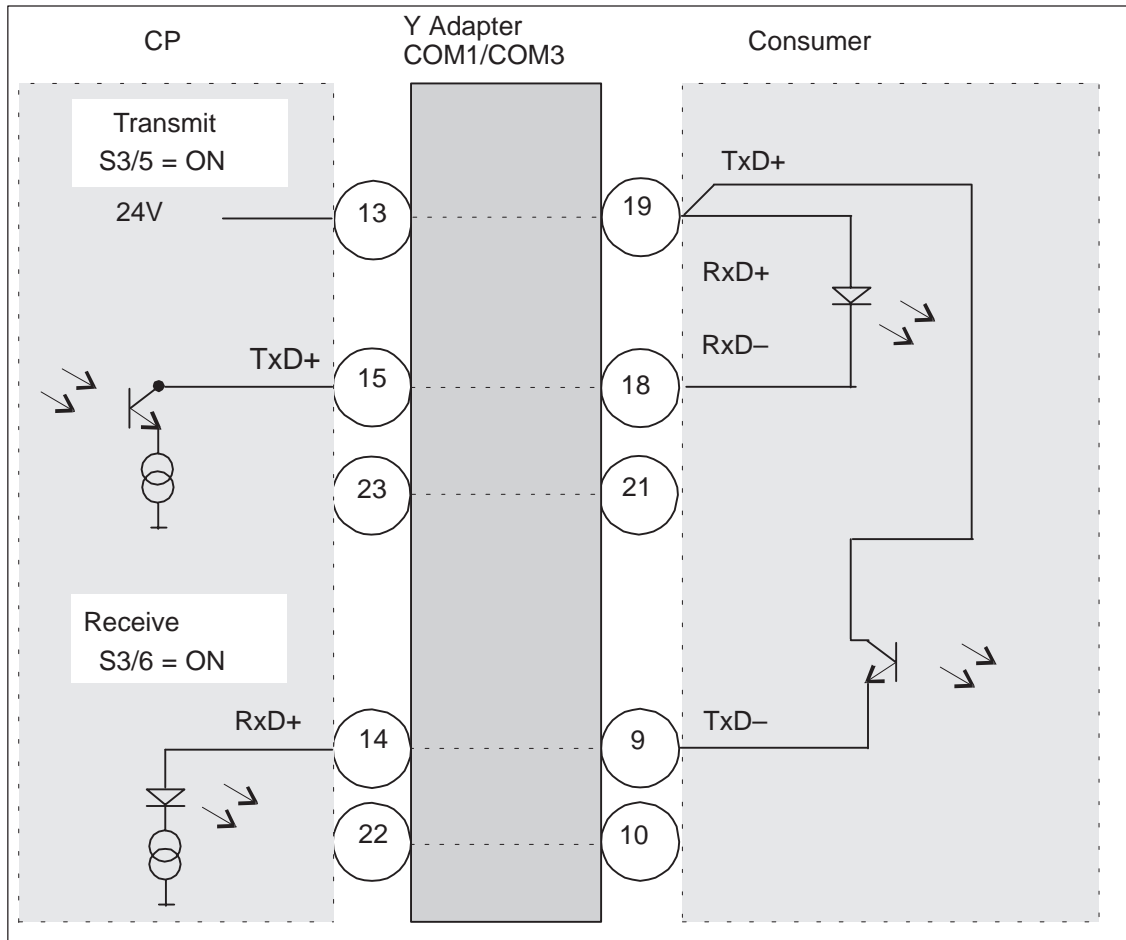 CP
Y Adapter
COM1/COM3
Consumer
Transmit
S3/5 = ON
24V
13
19
TxD+
RxD+
RxD–
TxD+
15
18
23
21
Receive
S3/6 = ON
RxD+
14
9
TxD–
22
10